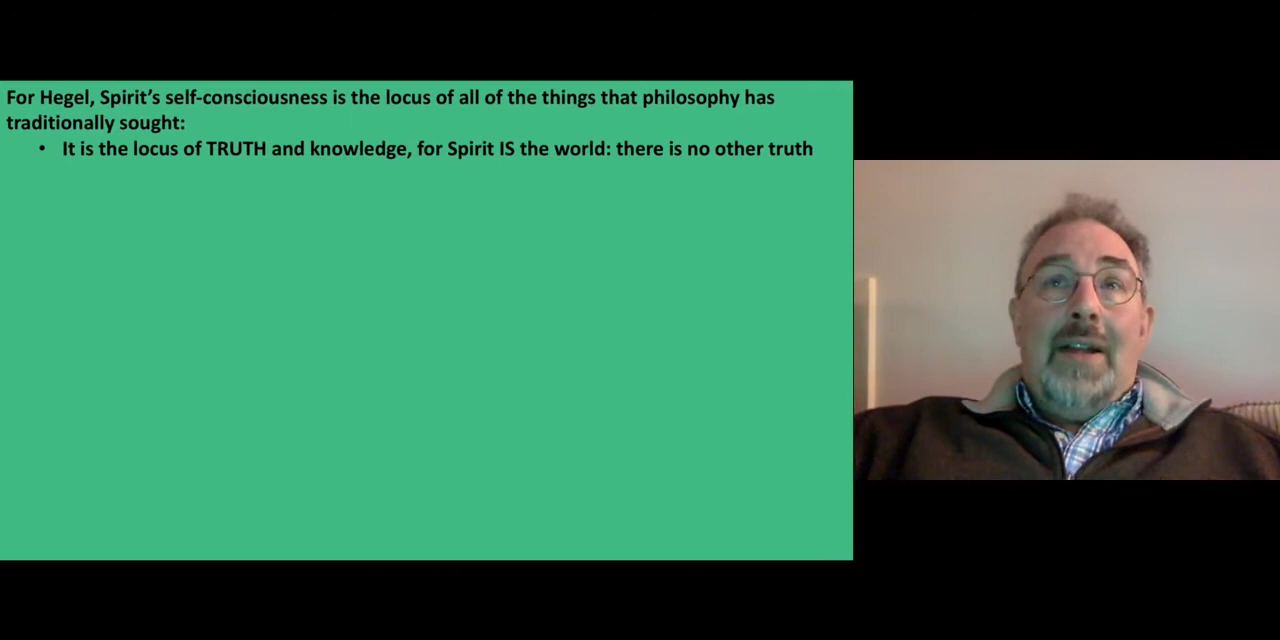 For Hegel, Spirit’s self-consciousness is the locus of all of the things that philosophy has
traditionally sought:
• It is the locus of TRUTH and knowledge, for Spirit IS the world: there is no other truth